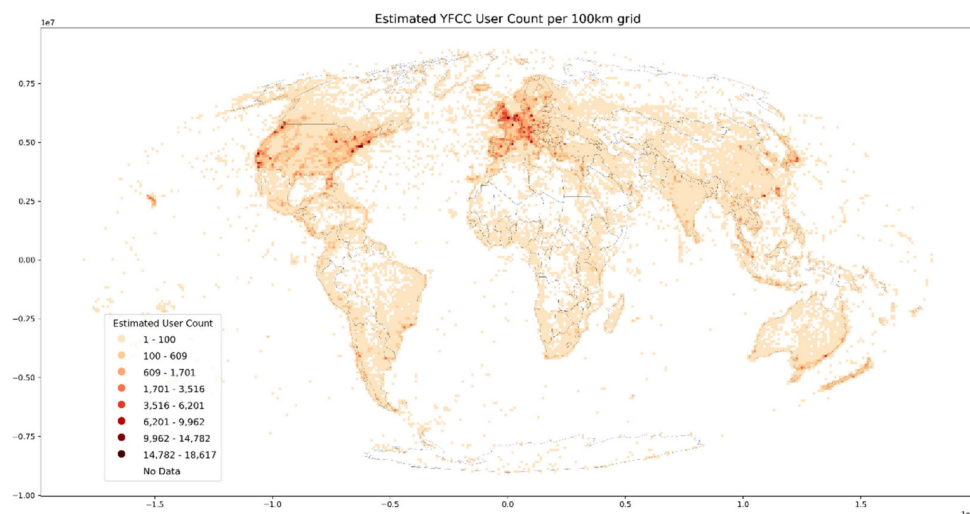 Estimated YFCC User Count per 100km grid
1e7
0.75
0.50
0.25
0.00
−0.25
−0.50
−0.75
−1.00
Estimated User Count
1 - 100
100 - 609
609 - 1,701
1,701 - 3,516
3,516 - 6,201
6,201 - 9,962
9,962 - 14,782
14,782 - 18,617
No Data
−1.5
−1.0
−0.5
0.0
0.5
1.0
1.5